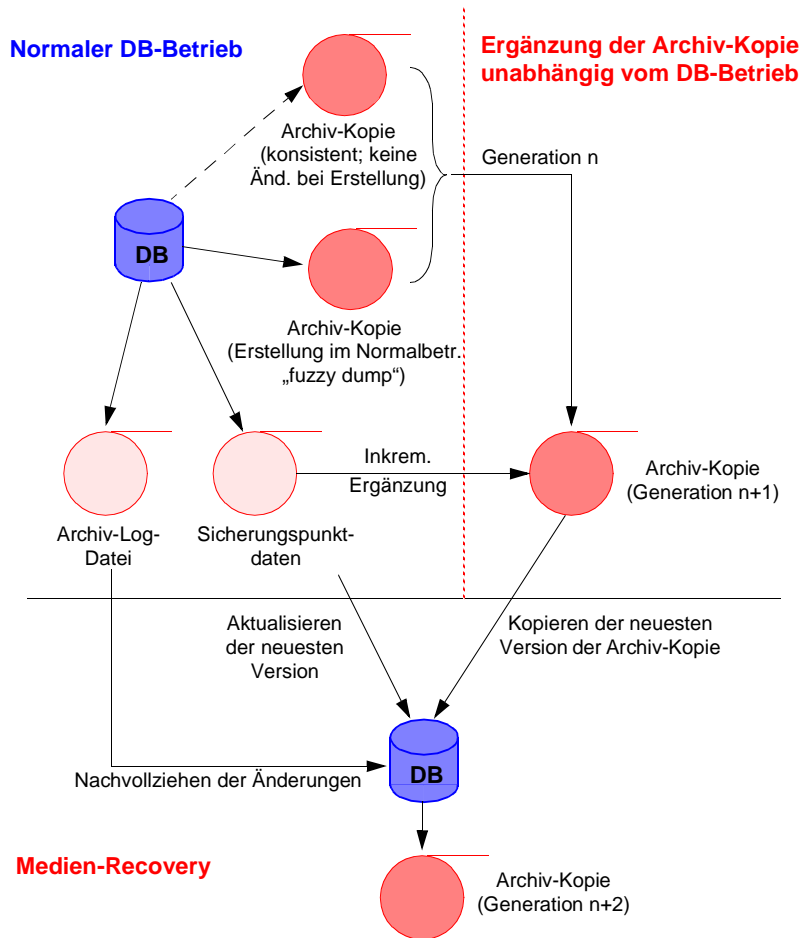 Normaler DB-Betrieb
Ergänzung der Archiv-Kopie
unabhängig vom DB-Betrieb
Archiv-Kopie
(konsistent; keine
Änd. bei Erstellung)
Generation n
DB
Archiv-Kopie
(Erstellung im Normalbetr.
„fuzzy dump“)
Inkrem.
Ergänzung
Archiv-Kopie
(Generation n+1)
Archiv-Log-
Datei
Sicherungspunkt-
daten
Aktualisieren
der neuesten
Version
Kopieren der neuesten
Version der Archiv-Kopie
DB
Nachvollziehen der Änderungen
Medien-Recovery
Archiv-Kopie
(Generation n+2)